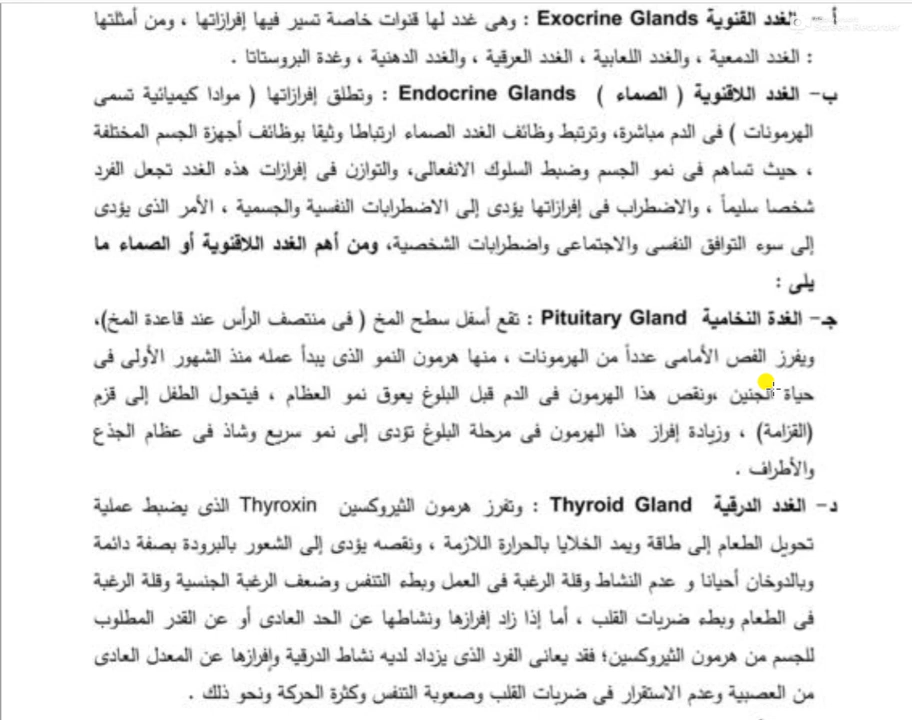 أ- الغدد القنوية Exocrine Glands : وهى غدد لها قنوات خاصة تسير فيها إفرازاتها ، ومن أمثلتها
: الغدد الدمعية ، والغدد اللعابية ، الغدد العرقية ، والغدد الدهنية ، وغدة البروستاتا .
ب- الغدد اللاقنوية ( الصماء ) Endocrine Glands : وتطلق إفرازاتها ( موادا كيميائية تسمى
الهرمونات ) فى الدم مباشرة، وترتبط وظائف الغدد الصماء ارتباطا وثيقا بوظائف أجهزة الجسم المختلفة
، حيث تساهم فى نمو الجسم وضبط السلوك الانفعالى، والتوازن فى إفرازات هذه الغدد تجعل الفرد
شخصا سليماً ، والاضطراب فى إفرازاتها يؤدى إلى الاضطرابات النفسية والجسمية ، الأمر الذى يؤدى
إلى سوء التوافق النفسى والاجتماعى واضطرابات الشخصية، ومن أهم الغدد اللاقنوية أو الصماء ما
يلى :
جـ- الغدة النخامية Pituitary Gland : تقع أسفل سطح المخ ( فى منتصف الرأس عند قاعدة المخ)،
ويفرز الفص الأمامى عدداً من الهرمونات ، منها هرمون النمو الذى يبدأ عمله منذ الشهور الأولى فى
حياة الجنين ،ونقص هذا الهرمون فى الدم قبل البلوغ يعوق نمو العظام ، فيتحول الطفل إلى قزم
(القزامة) ، وزيادة إفراز هذا الهرمون فى مرحلة البلوغ تؤدى إلى نمو سريع وشاذ فى عظام الجذع
والأطراف .
د- الغدد الدرقية Thyroid Gland : وتفرز هرمون الثيروكسين Thyroxin الذى يضبط عملية
تحويل الطعام إلى طاقة ويمد الخلايا بالحرارة اللازمة ، ونقصه يؤدى إلى الشعور بالبرودة بصفة دائمة
وبالدوخان أحيانا و عدم النشاط وقلة الرغبة فى العمل وبطء التنفس وضعف الرغبة الجنسية وقلة الرغبة
فى الطعام وبطء ضربات القلب ، أما إذا زاد إفرازها ونشاطها عن الحد العادى أو عن القدر المطلوب
للجسم من هرمون الثيروكسين؛ فقد يعانى الفرد الذى يزداد لديه نشاط الدرقية وإفرازها عن المعدل العادى
من العصبية وعدم الاستقرار فى ضربات القلب وصعوبة التنفس وكثرة الحركة ونحو ذلك .